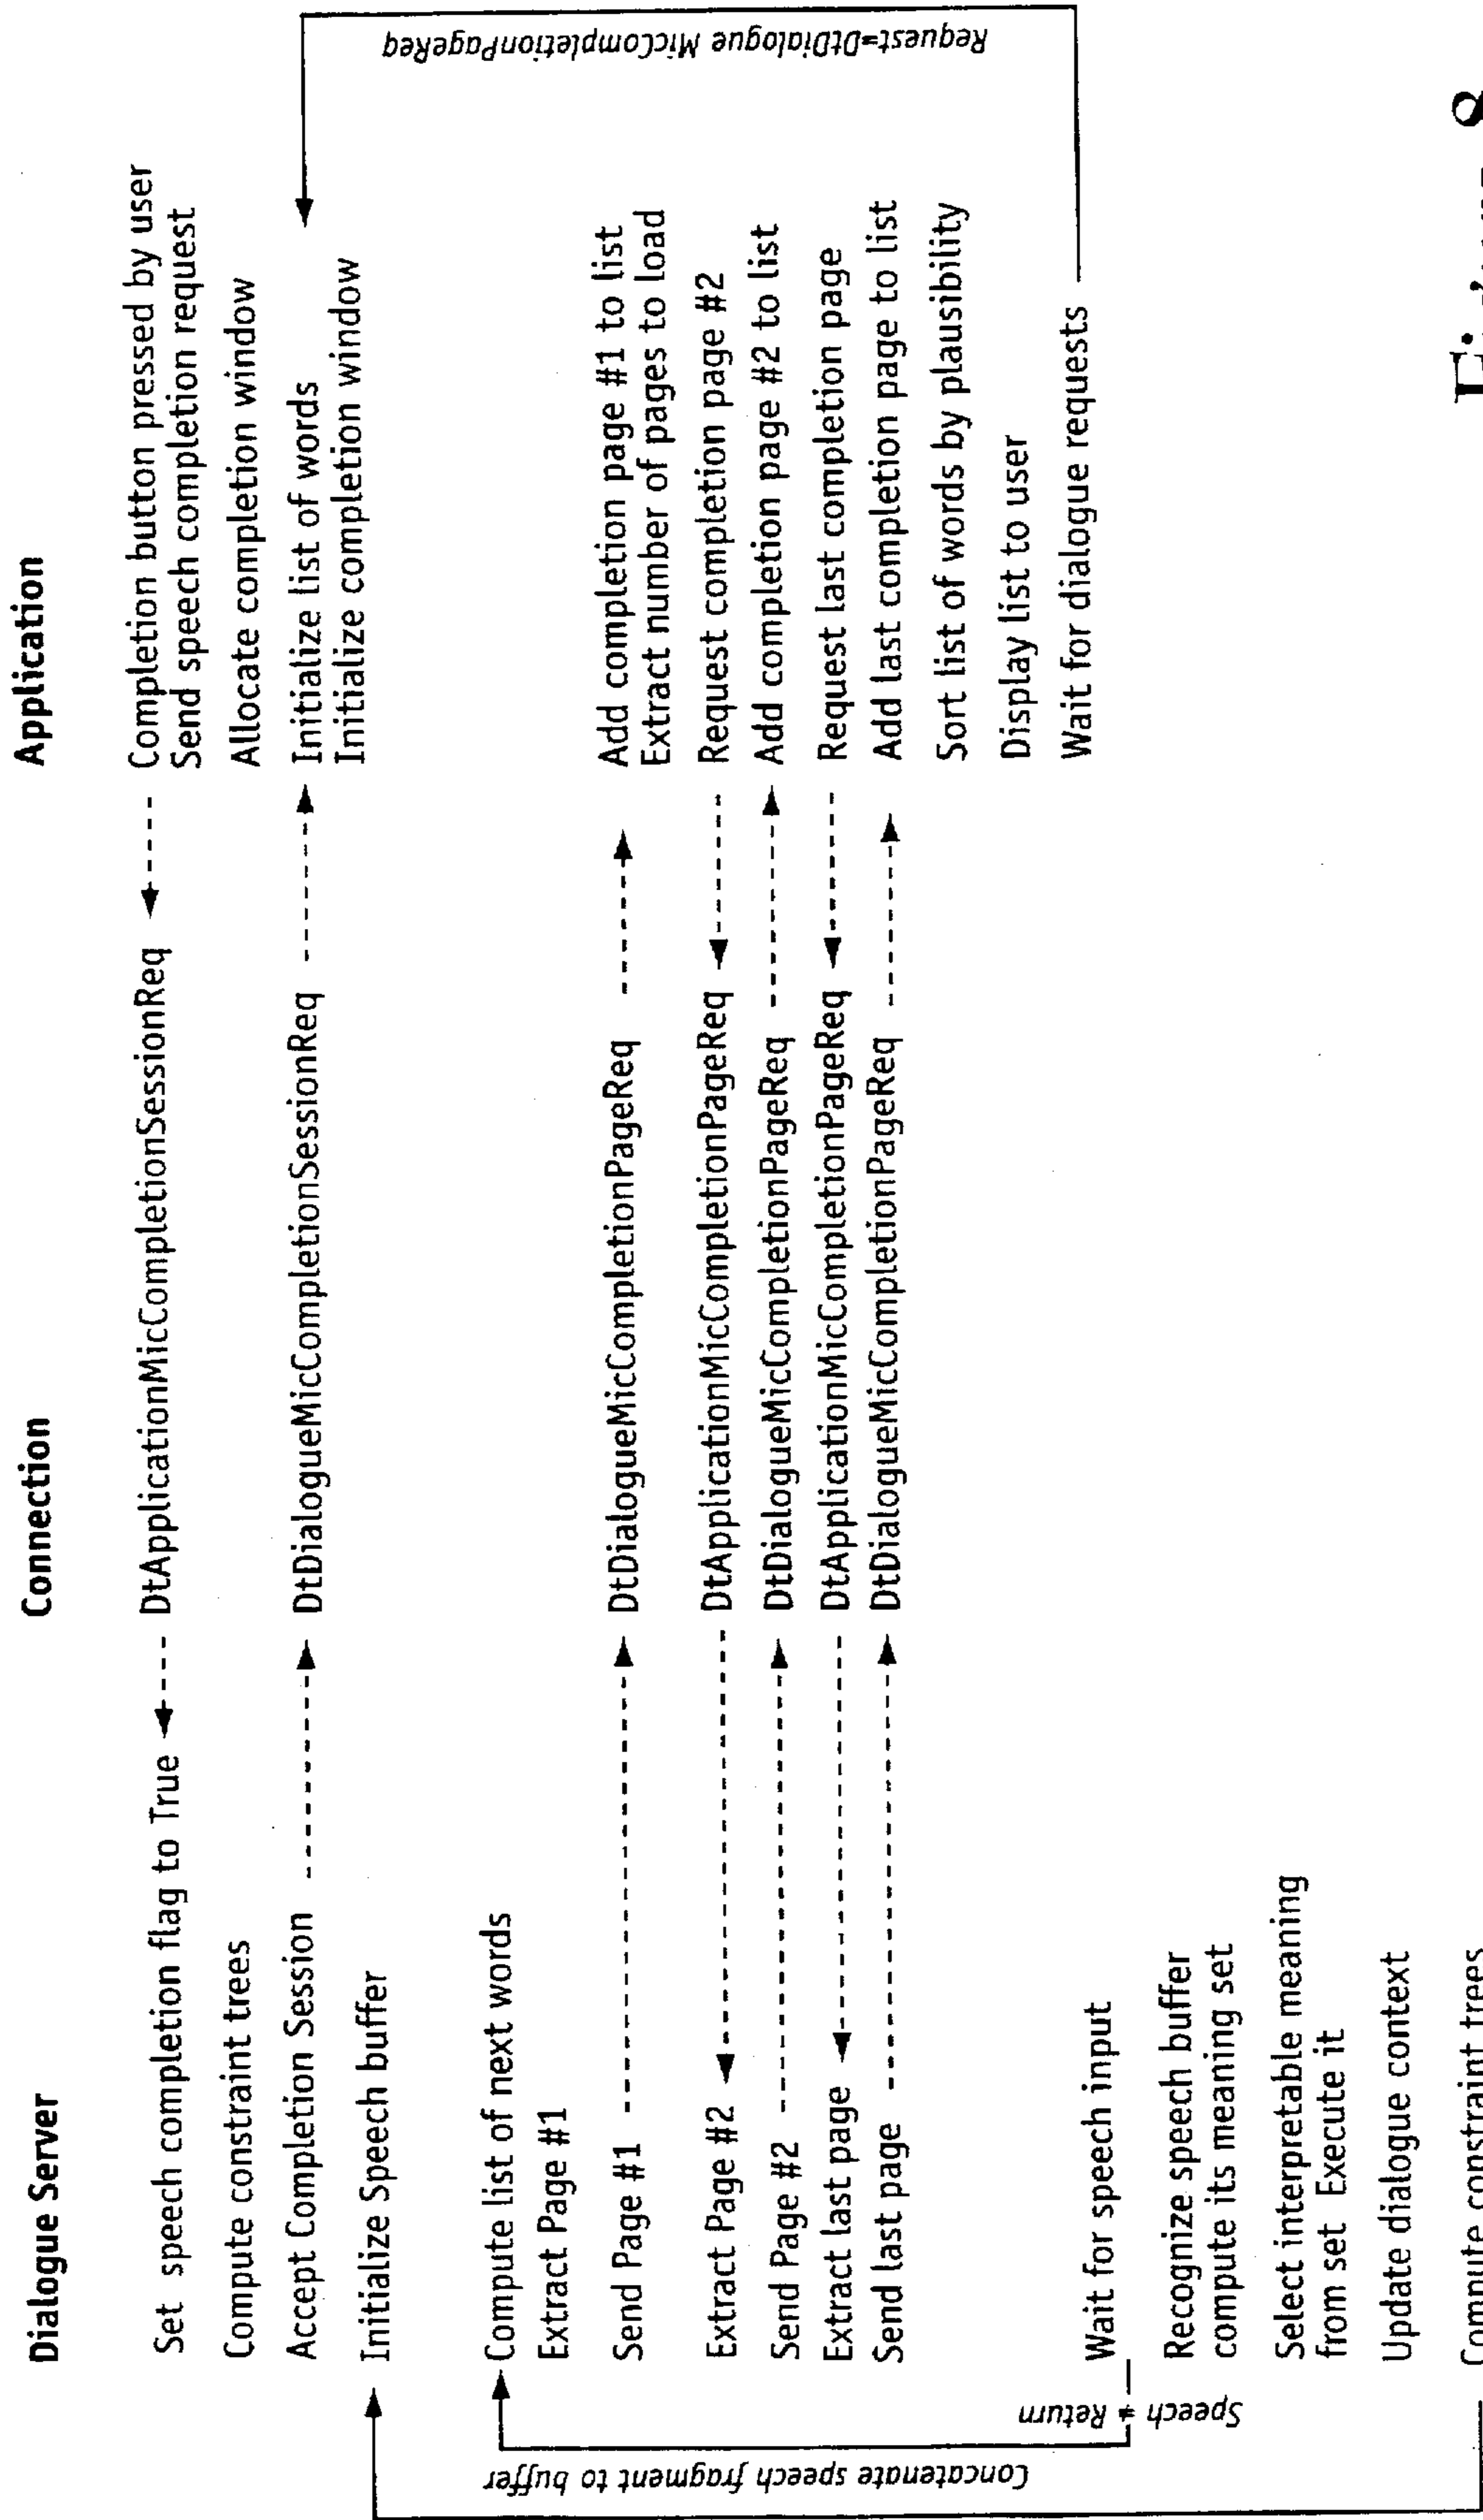 Dialogue Server
Connection
Application
Set speech completion flag to True
DtApplicationMicCompletionSessionReq
Completion button pressed by user
Send speech completion request
Compute constraint trees
Allocate completion window
Accept Completion Session
DtDialogueMicCompletionSessionReq
Initialize list of words
Initialize completion window
Initialize Speech buffer
Compute list of next words
Extract Page #1
Send Page #1
DtDialogueMicCompletionPageReq
Add completion page #1 to list
Extract number of pages to load
Extract Page #2
DtApplicationMicCompletionPageReq
Request completion page #2
Send Page #2
DtDialogueMicCompletionPageReq
Add completion page #2 to list
Extract last page
DtApplicationMicCompletionPageReq
Request last completion page
Send last page
DtDialogueMicCompletionPageReq
Add last completion page to list
Sort list of words by plausibility
Display list to user
Wait for dialogue requests
Request=DtDialogue MicCompletionPageReq
Wait for speech input
Speech ≠ Return
Concatenate speech fragment to buffer
Recognize speech buffer
compute its meaning set
Select interpretable meaning
from set Execute it
Update dialogue context
Compute constraint trees